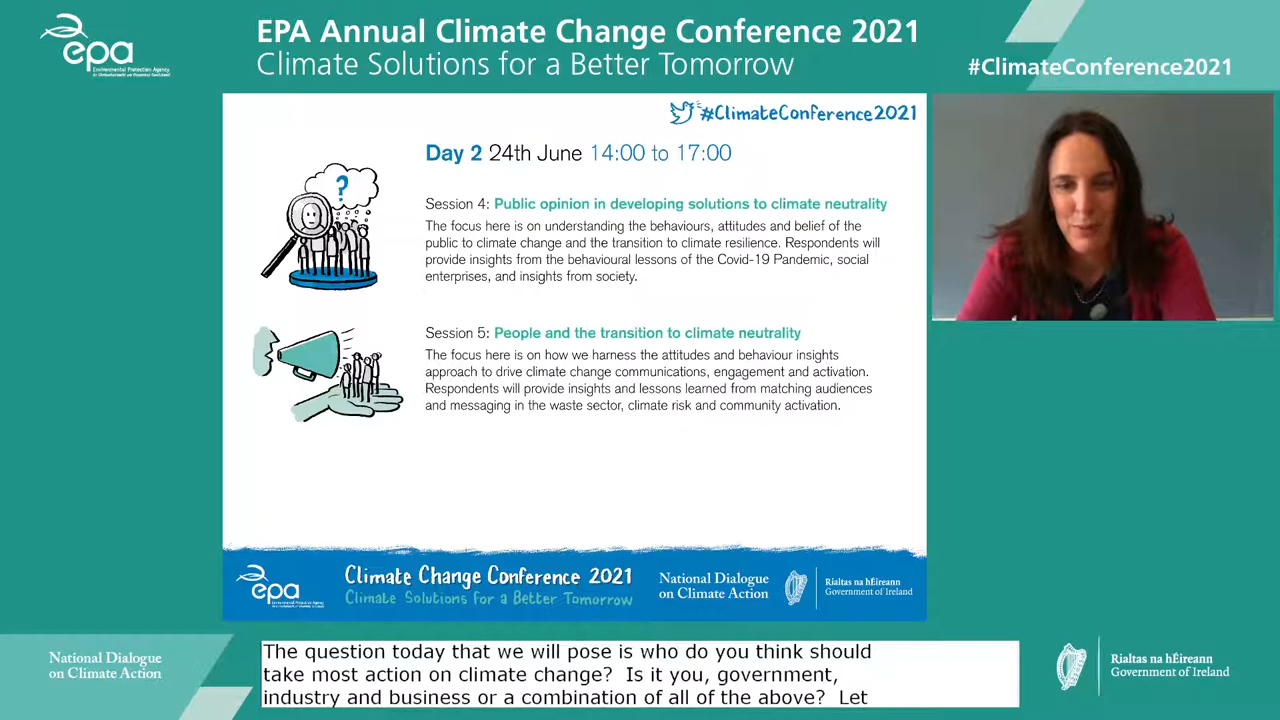 epa
Environmental Protection Agency
EPA Annual Climate Change Conference 2021
Climate Solutions for a Better Tomorrow
#ClimateConference2021
#ClimateConference2021
Day 2 24th June 14:00 to 17:00
?
Session 4: Public opinion in developing solutions to climate neutrality
The focus here is on understanding the behaviours, attitudes and belief of the
public to climate change and the transition to climate resilience. Respondents will
provide insights from the behavioural lessons of the Covid-19 Pandemic, social
enterprises, and insights from society.
Session 5: People and the transition to climate neutrality
The focus here is on how we harness the attitudes and behaviour insights
approach to drive climate change communications, engagement and activation.
Respondents will provide insights and lessons learned from matching audiences
and messaging in the waste sector, climate risk and community activation.
epa
Climate Change Conference 2021
Climate Solutions for a Better Tomorrow
National Dialogue
on Climate Action
Rialtas na hÉireann
Government of Ireland
National Dialogue
on Climate Action
The question today that we will pose is who do you think should
take most action on climate change?  Is it you, government,
industry and business or a combination of all of the above?  Let
Rialtas na hÉireann
Government of Ireland